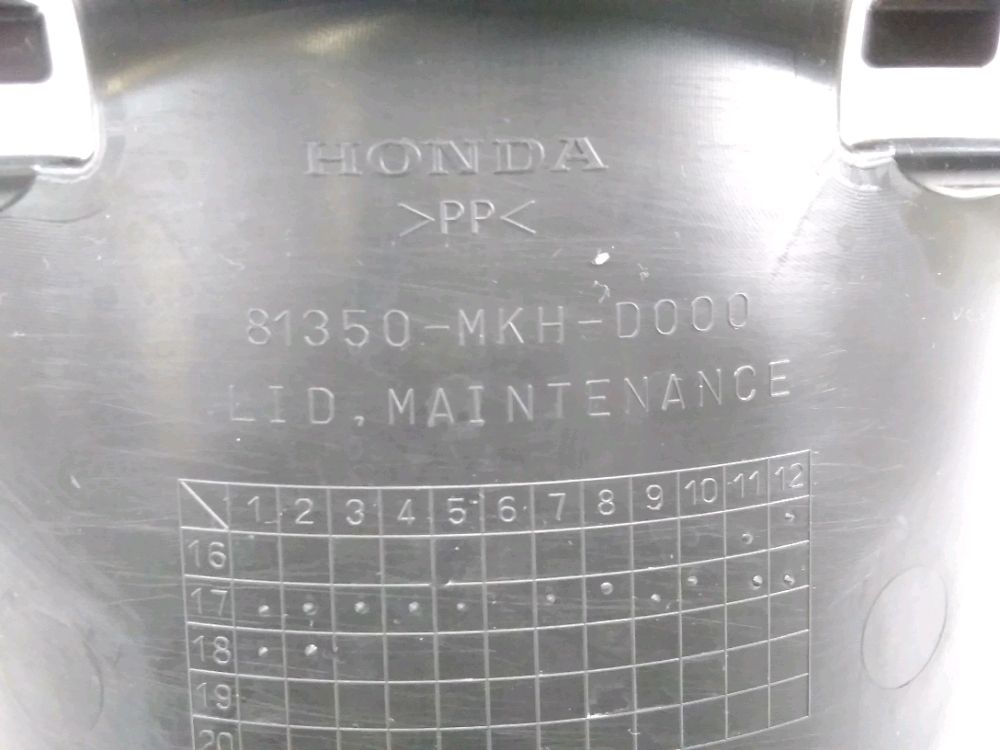 HONDA
>PP<
81350-MKH-D000
LID, MAINTENANCE
1 2 3 4 5 6 7 8 9 10 11 12
16
17
18
19
20